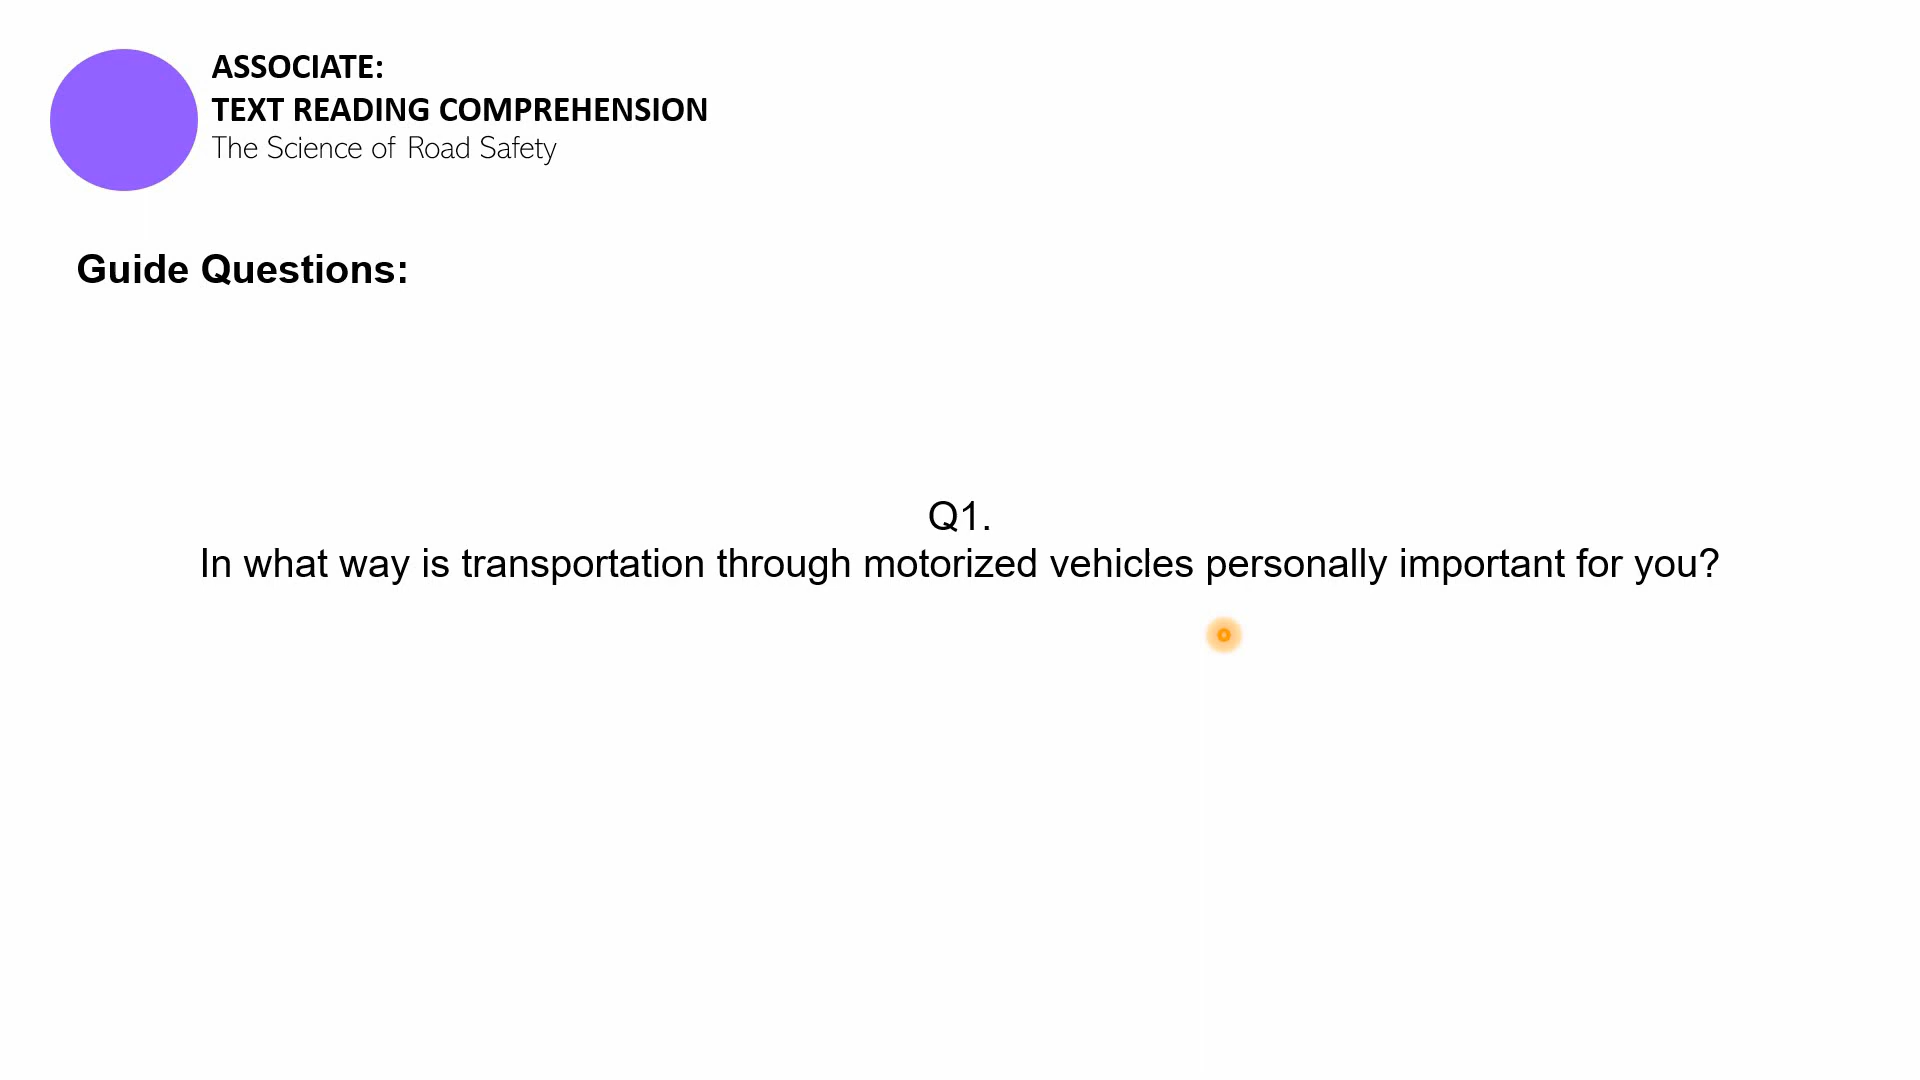 ASSOCIATE:
TEXT READING COMPREHENSION
The Science of Road Safety
Guide Questions:
Q1.
In what way is transportation through motorized vehicles personally important for you?